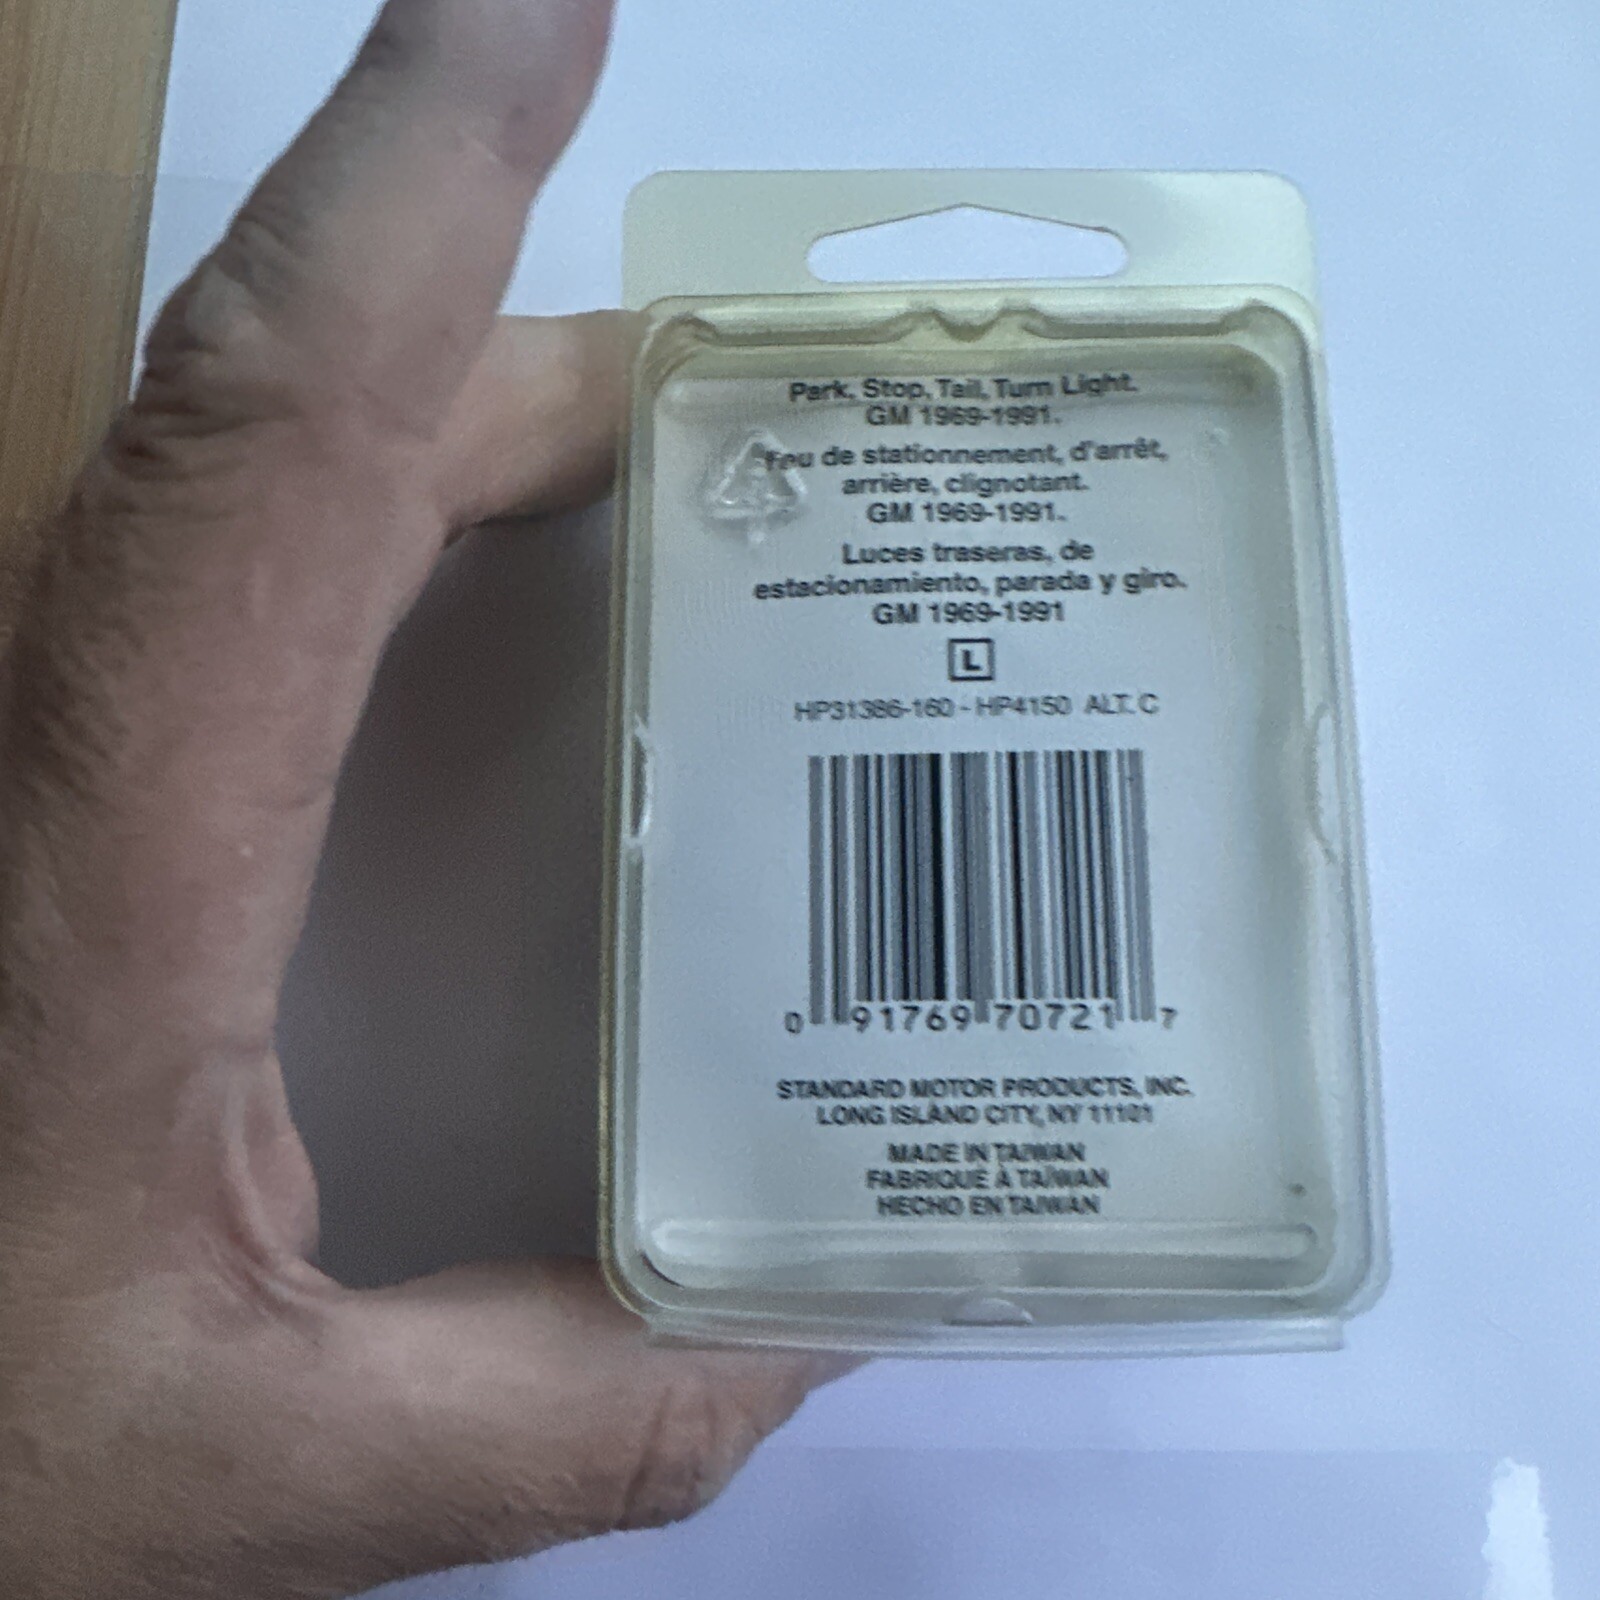 Park, Stop, Tail, Turn Light.
GM 1969-1991.
Feu de stationnement, d'arrêt,
arrière, clignotant.
GM 1969-1991.
Luces traseras, de
estacionamiento, parada y giro.
GM 1969-1991
L
HP31386-160 - HP4150 ALT. C
0 91769 70721 7
STANDARD MOTOR PRODUCTS, INC.
LONG ISLAND CITY, NY 11101
MADE IN TAIWAN
FABRIQUE À TAÏWAN
HECHO EN TAIWAN